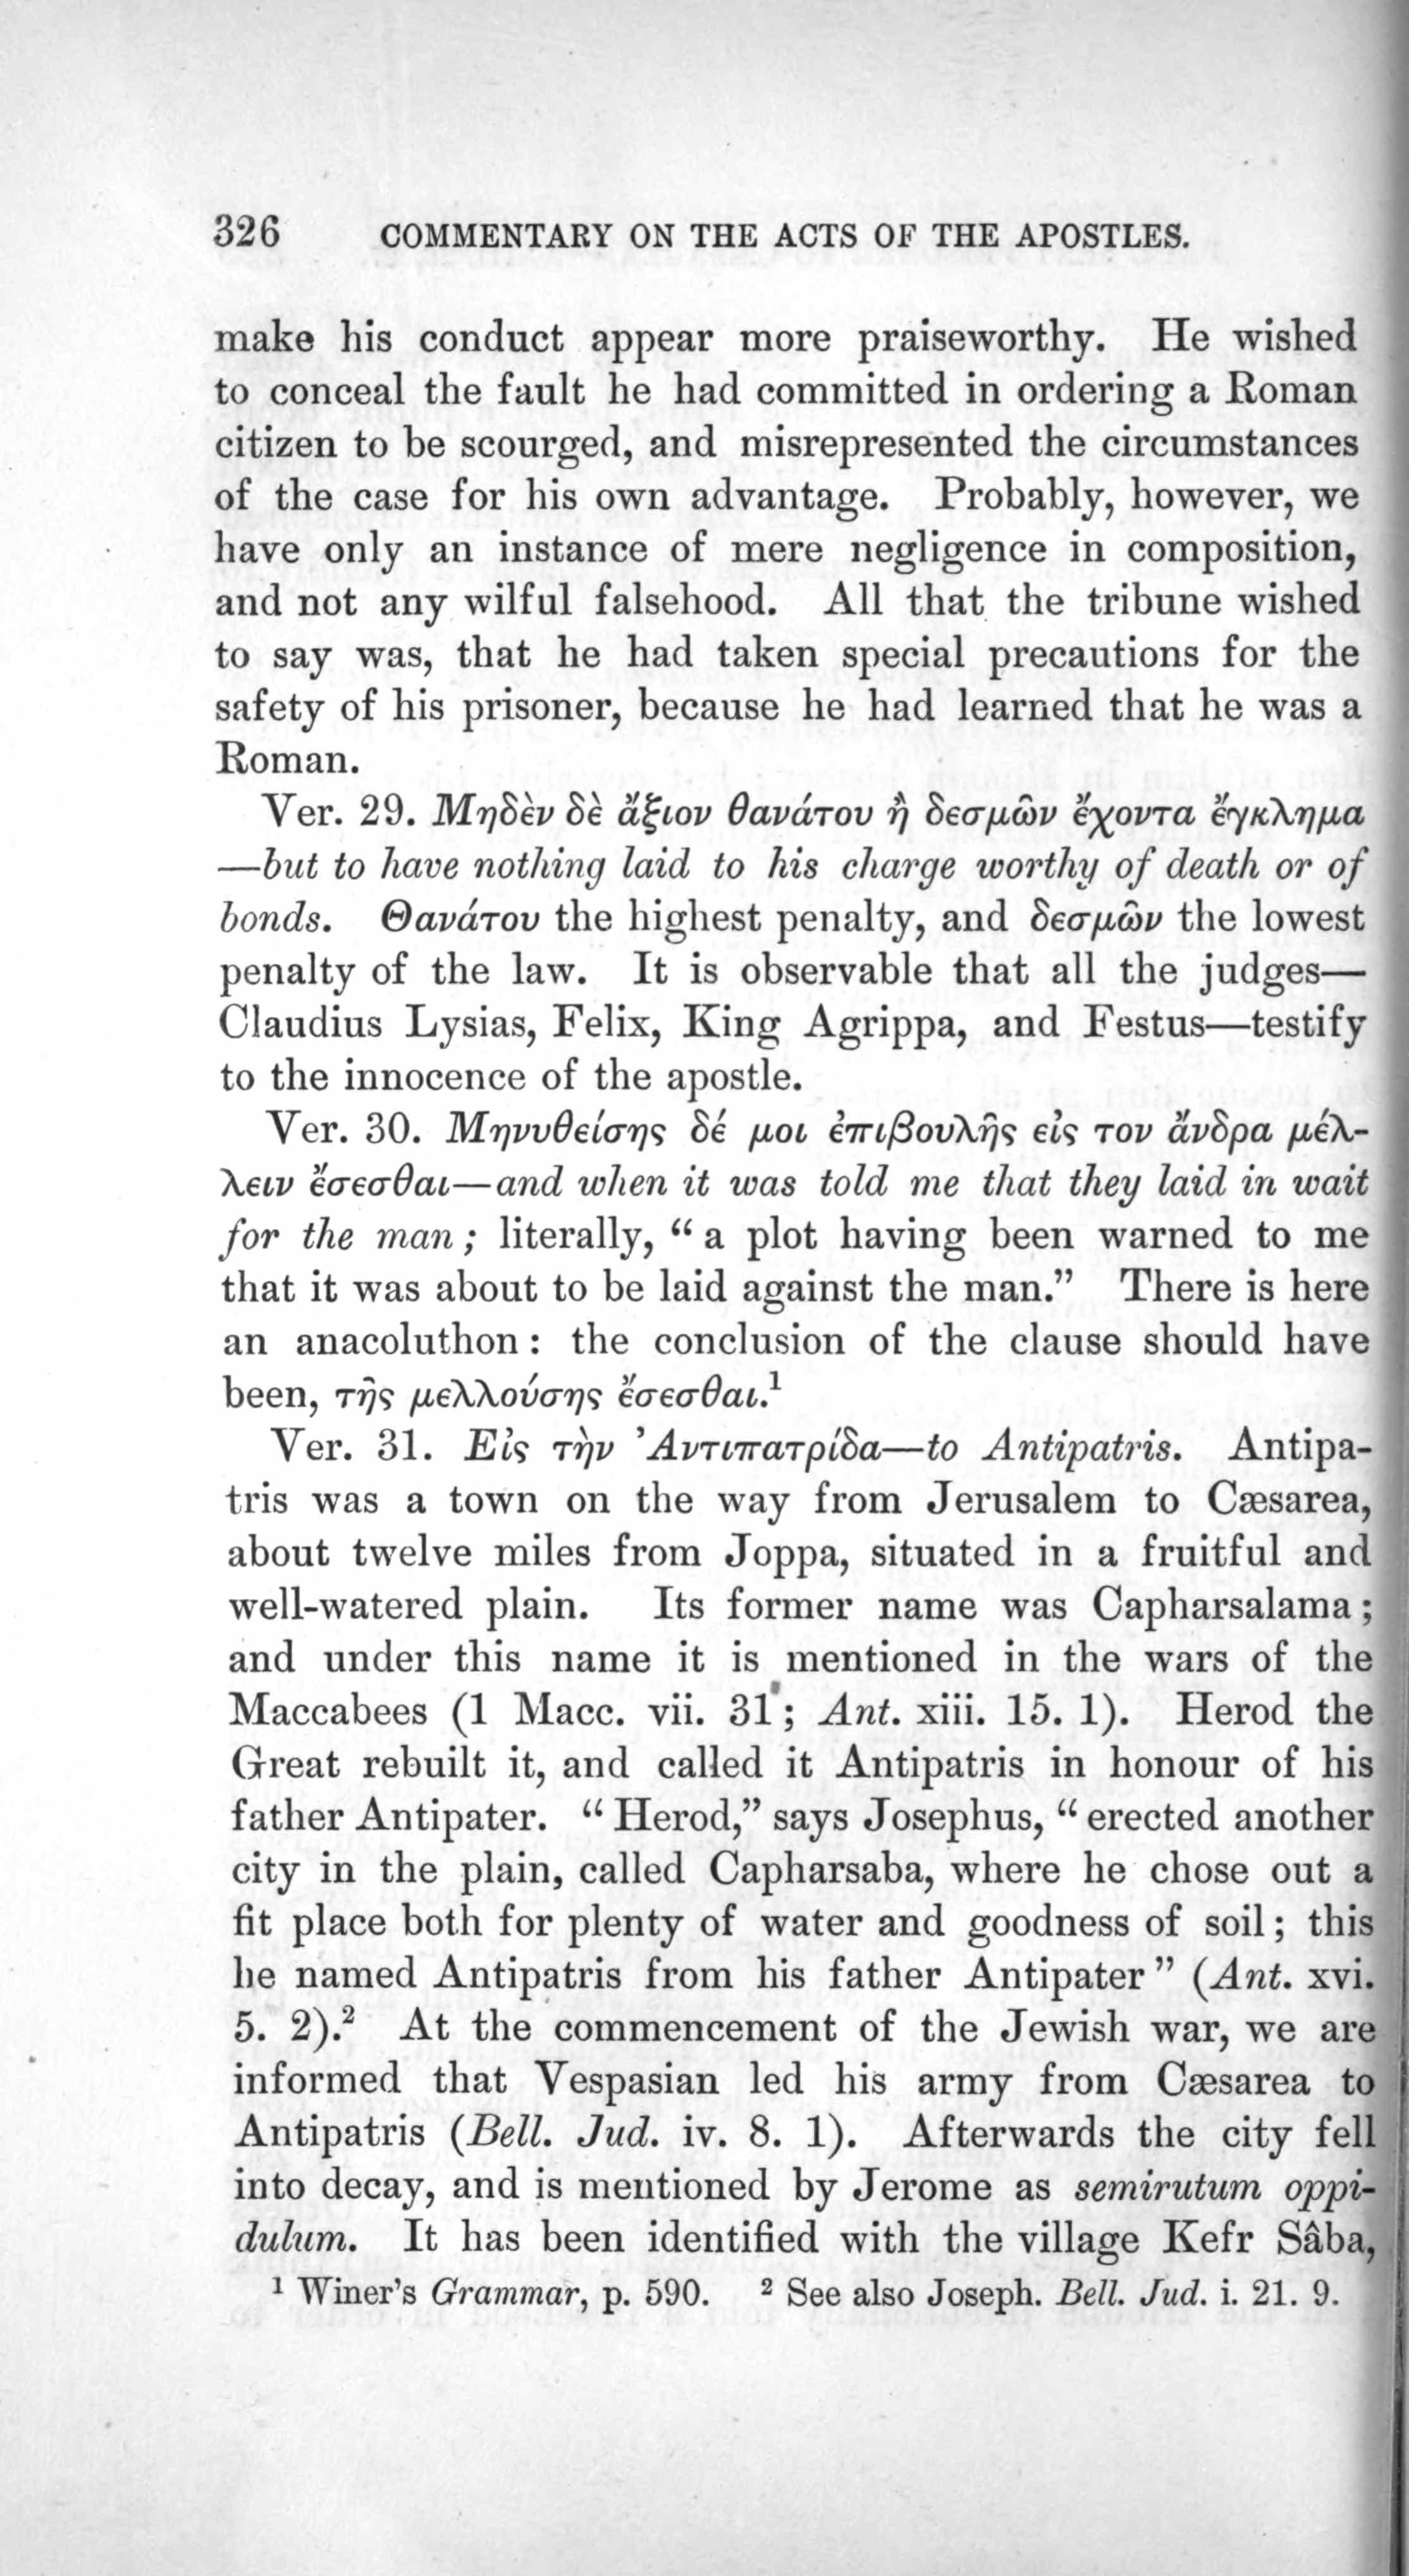 326 COMMENTARY ON THE ACTS OF THE APOSTLES.
make his conduct appear more praiseworthy. He wished
to conceal the fault he had committed in ordering a Roman
citizen to be scourged, and misrepresented the circumstances
of the case for his own advantage. Probably, however, we
have only an instance of mere negligence in composition,
and not any wilful falsehood. All that the tribune wished
to say was, that he had taken special precautions for the
safety of his prisoner, because he had learned that he was a
Roman.
Ver. 29. Μηδὲν δὲ ἄξιον θανάτου ἢ δεσμῶν ἔχοντα ἔγκλημα
—but to have nothing laid to his charge worthy of death or of
bonds. Θανάτου the highest penalty, and δεσμῶν the lowest
penalty of the law. It is observable that all the judges—
Claudius Lysias, Felix, King Agrippa, and Festus—testify
to the innocence of the apostle.
Ver. 30. Μηνυθείσης δέ μοι ἐπιβουλῆς εἰς τον ἄνδρα μέλ-
λειν ἔσεσθαι—and when it was told me that they laid in wait
for the man; literally, “a plot having been warned to me
that it was about to be laid against the man.” There is here
an anacoluthon: the conclusion of the clause should have
been, τῆς μελλούσης ἔσεσθαι.¹
Ver. 31. Εἰς τὴν Ἀντιπατρίδα—to Antipatris. Antipa-
tris was a town on the way from Jerusalem to Cæsarea,
about twelve miles from Joppa, situated in a fruitful and
well-watered plain. Its former name was Capharsalama;
and under this name it is mentioned in the wars of the
Maccabees (1 Macc. vii. 31; Ant. xiii. 15. 1). Herod the
Great rebuilt it, and called it Antipatris in honour of his
father Antipater. “Herod,” says Josephus, “erected another
city in the plain, called Capharsaba, where he chose out a
fit place both for plenty of water and goodness of soil; this
he named Antipatris from his father Antipater” (Ant. xvi.
5. 2).² At the commencement of the Jewish war, we are
informed that Vespasian led his army from Cæsarea to
Antipatris (Bell. Jud. iv. 8. 1). Afterwards the city fell
into decay, and is mentioned by Jerome as semirutum oppi-
dulum. It has been identified with the village Kefr Sâba,
¹ Winer’s Grammar, p. 590. ² See also Joseph. Bell. Jud. i. 21. 9.